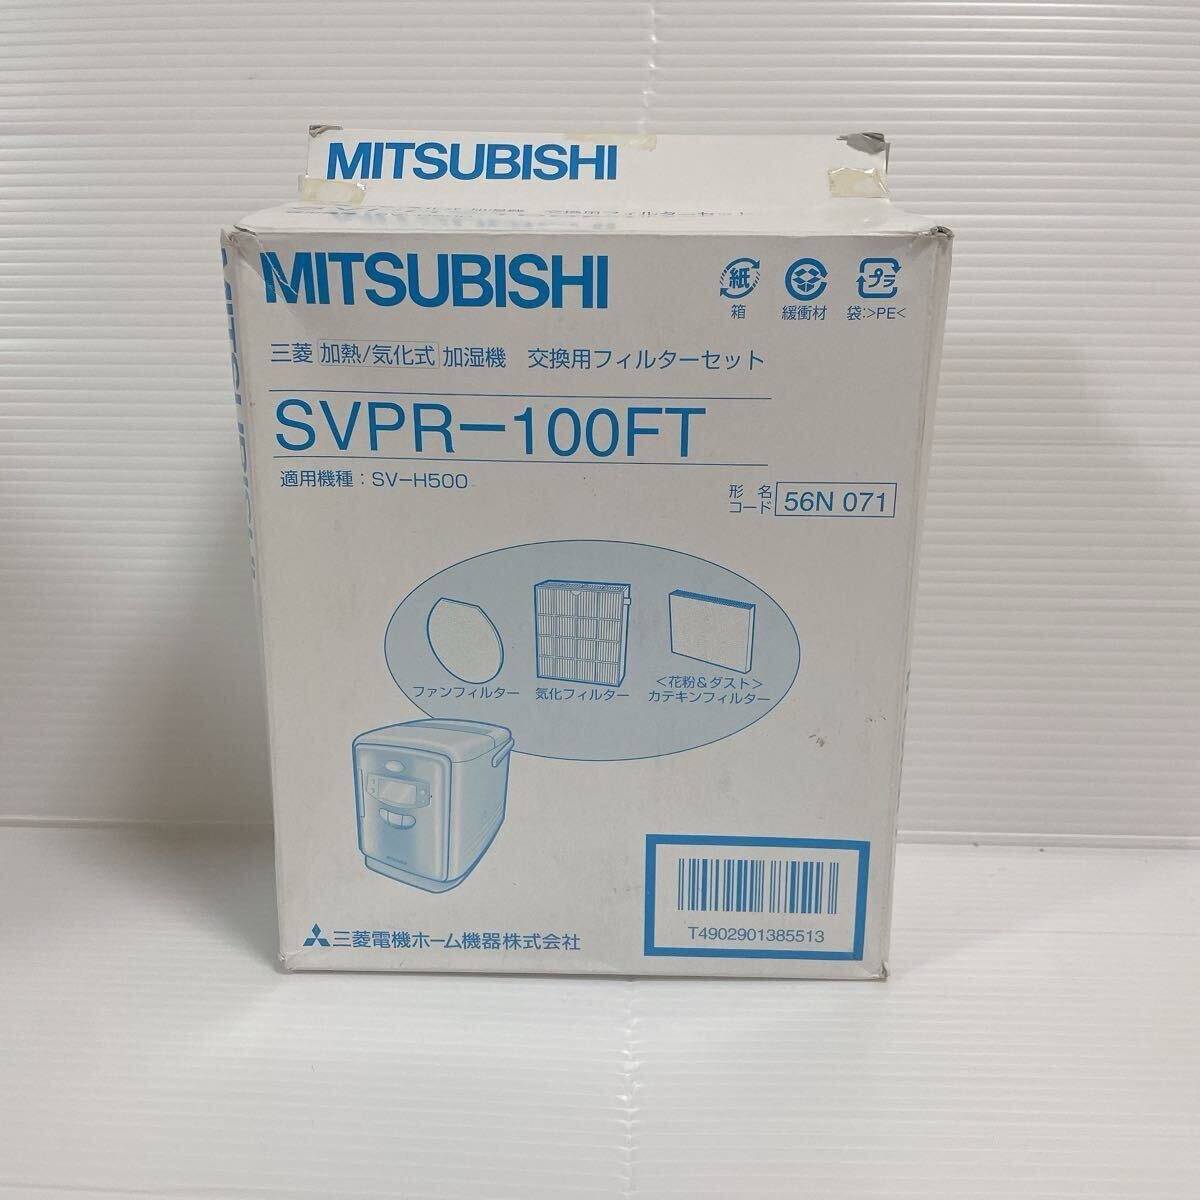 MITSUBISHI
MITSUBISHI
紙
箱
緩衝材
プラ
袋:>PE<
三菱 加熱/気化式 加湿機 交換用フィルターセット
SVPR-100FT
適用機種:SV-H500
形名
コード
56N 071
ファンフィルター
気化フィルター
<花粉&ダスト>
カテキンフィルター
三菱電機ホーム機器株式会社
T4902901385513